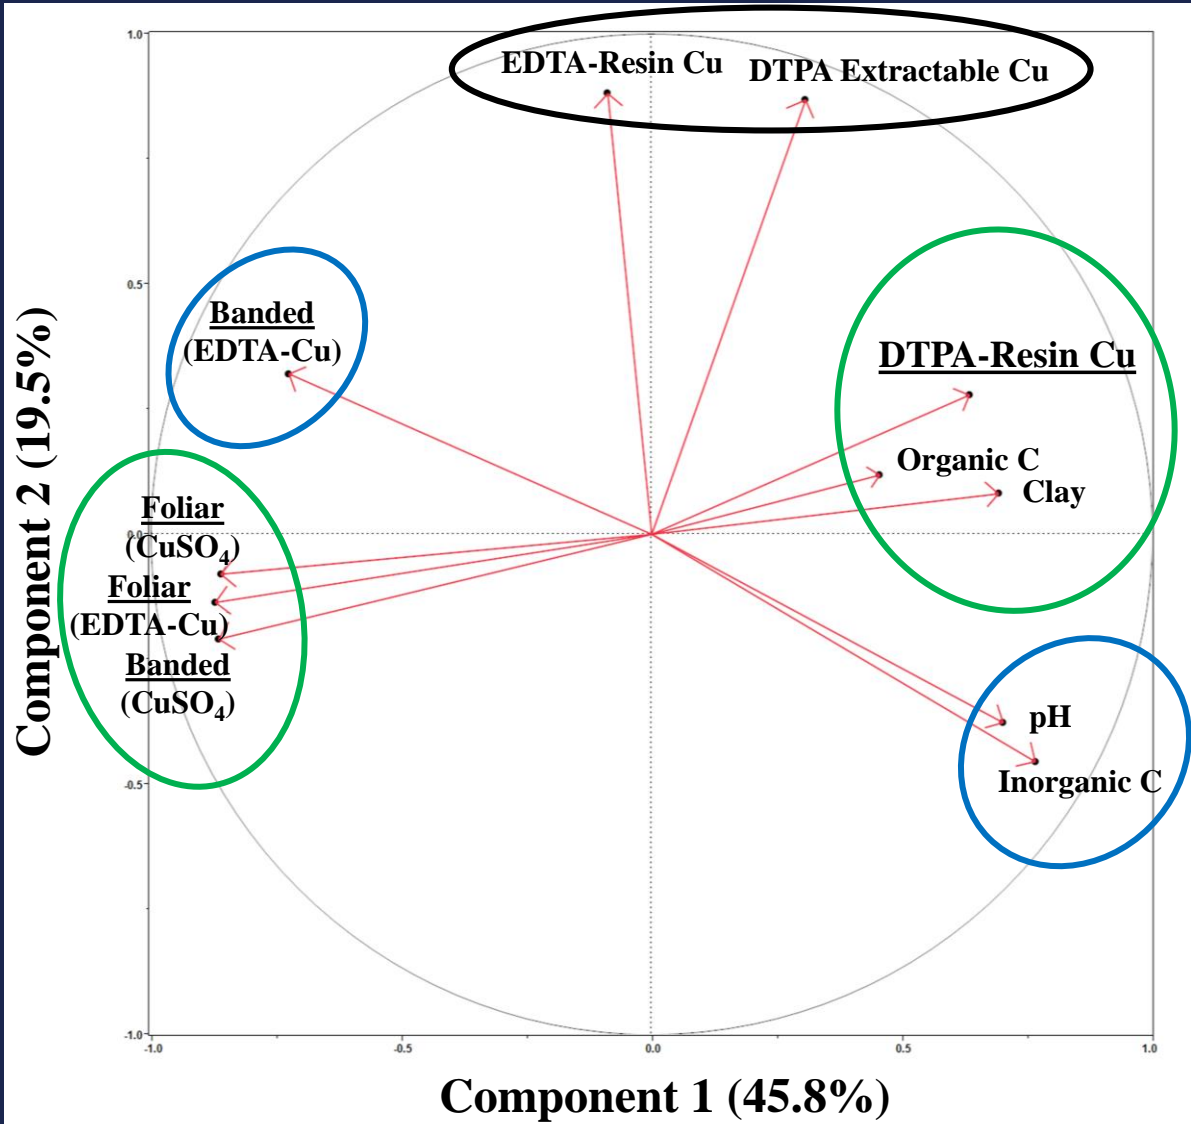 EDTA-Resin Cu
DTPA Extractable Cu
Banded
(EDTA-Cu)
DTPA-Resin Cu
Organic C
Clay
Foliar
(CuSO₄)
Foliar
(EDTA-Cu)
Banded
(CuSO₄)
pH
Inorganic C
1.0
0.5
0.0
-0.5
-1.0
-1.0
-0.5
0.0
0.5
1.0
Component 2 (19.5%)
Component 1 (45.8%)